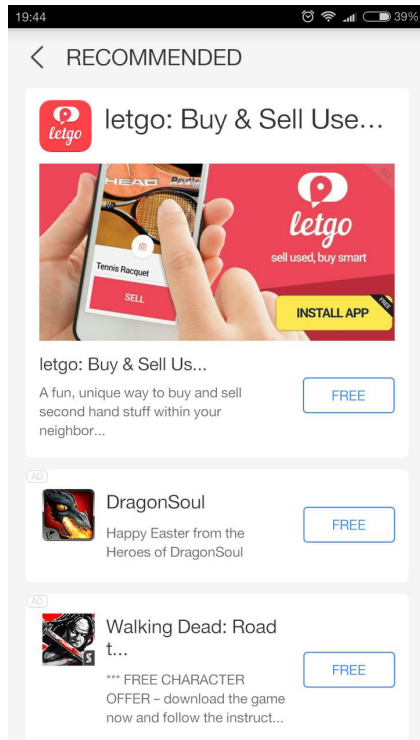 19:44 39%
RECOMMENDED
letgo
letgo: Buy & Sell Use...
HEAD
AD
letgo
sell used, buy smart
Tennis Racquet
SELL
INSTALL APP
FREE
letgo: Buy & Sell Us...
A fun, unique way to buy and sell
second hand stuff within your
neighbor...
FREE
AD
DragonSoul
Happy Easter from the
Heroes of DragonSoul
FREE
AD
Walking Dead: Road
t...
*** FREE CHARACTER
OFFER – download the game
now and follow the instruct...
FREE